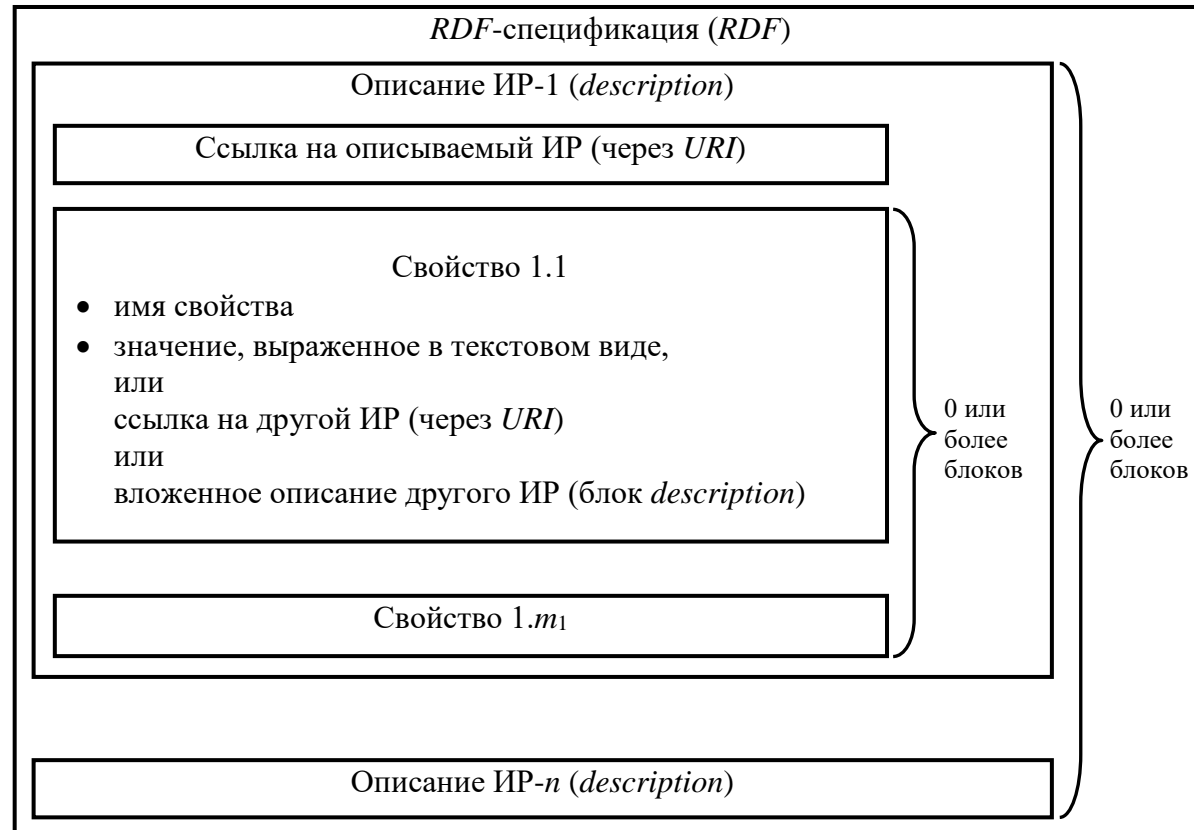 RDF-спецификация (RDF)
Описание ИР-1 (description)
Ссылка на описываемый ИР (через URI)
Свойство 1.1
• имя свойства
• значение, выраженное в текстовом виде,
или
ссылка на другой ИР (через URI)
или
вложенное описание другого ИР (блок description)
0 или
более
блоков
0 или
более
блоков
Свойство 1.m₁
Описание ИР-n (description)